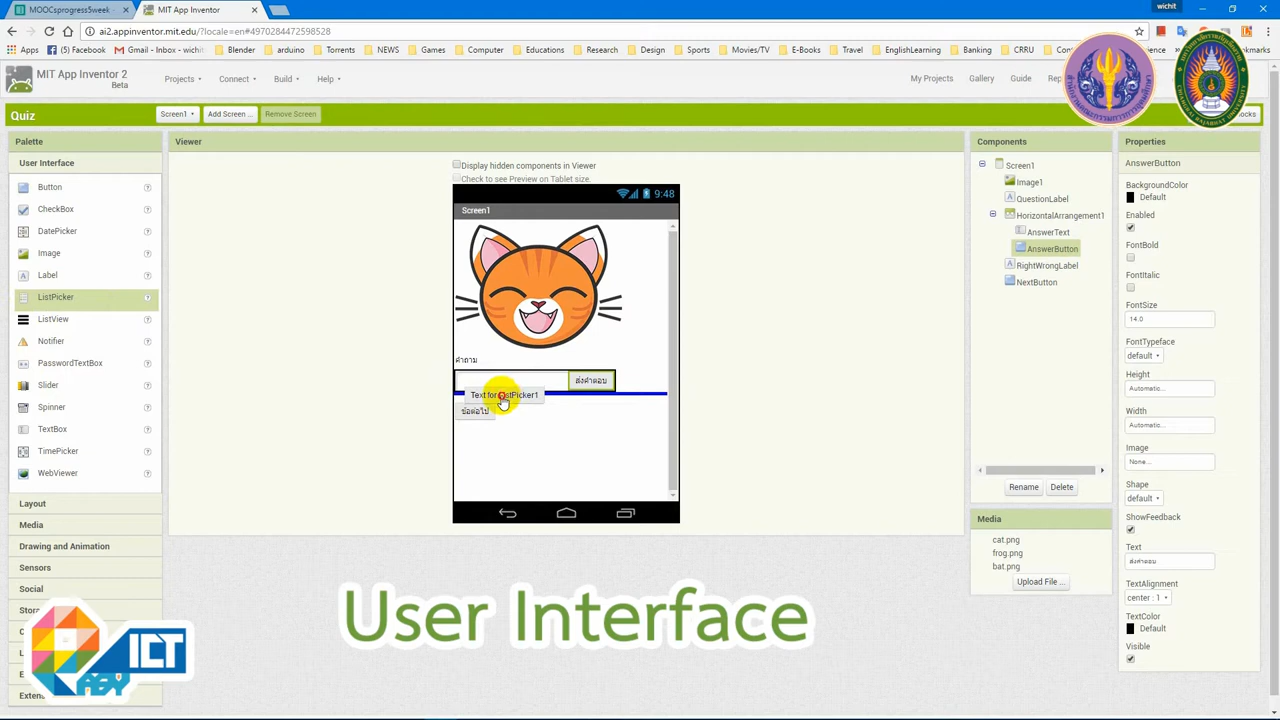 MOOCsprogress5week
MIT App Inventor
wichit
ai2.appinventor.mit.edu/?locale=en#4970284472598528
Apps
(5) Facebook
Gmail - Inbox - wichit
Blender
arduino
Torrents
NEWS
Games
Computer
Educations
Research
Design
Sports
Movies/TV
E-Books
Travel
EnglishLearning
Banking
CRRU
MIT App Inventor 2
Beta
Projects
Connect
Build
Help
My Projects
Gallery
Guide
Quiz
Screen1
Add Screen ...
Remove Screen
Palette
Viewer
Components
Properties
User Interface
Button
CheckBox
DatePicker
Image
Label
ListPicker
ListView
Notifier
PasswordTextBox
Slider
Spinner
TextBox
TimePicker
WebViewer
Layout
Media
Drawing and Animation
Sensors
Social
Display hidden components in Viewer
Check to see Preview on Tablet size.
9:48
Screen1
คำถาม
ส่งคำตอบ
Text for ListPicker1
ข้อต่อไป
Screen1
Image1
QuestionLabel
HorizontalArrangement1
AnswerText
AnswerButton
RightWrongLabel
NextButton
Rename
Delete
Media
cat.png
frog.png
bat.png
Upload File ...
AnswerButton
BackgroundColor
Default
Enabled
FontBold
FontItalic
FontSize
14.0
FontTypeface
default
Height
Automatic...
Width
Automatic...
Image
None...
Shape
default
ShowFeedback
Text
ส่งคำตอบ
TextAlignment
center : 1
TextColor
Default
Visible
User Interface
ICT